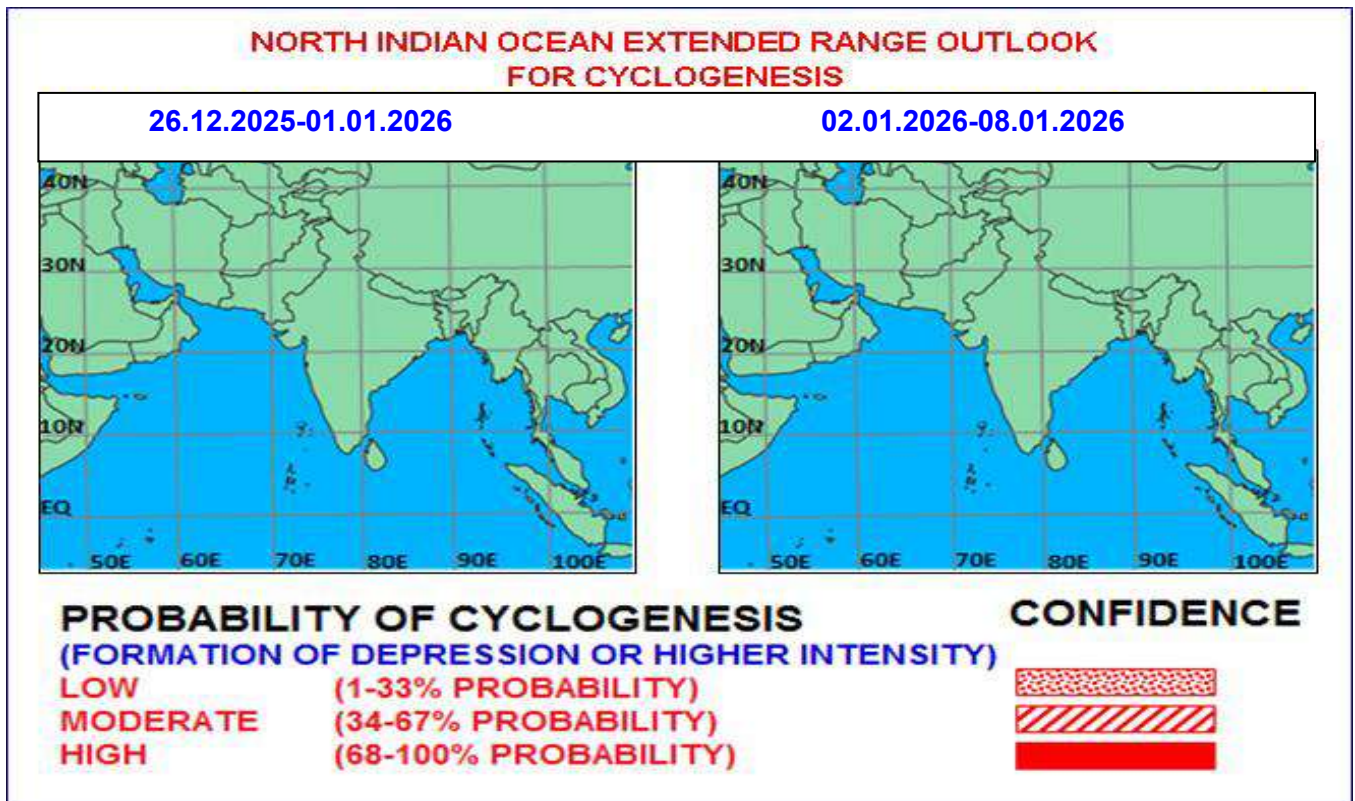 NORTH INDIAN OCEAN EXTENDED RANGE OUTLOOK
FOR CYCLOGENESIS
26.12.2025-01.01.2026 02.01.2026-08.01.2026
40N 40N
30N 30N
20N 20N
10N 10N
EQ EQ
50E 60E 70E 80E 90E 100E 50E 60E 70E 80E 90E 100E
PROBABILITY OF CYCLOGENESIS CONFIDENCE
(FORMATION OF DEPRESSION OR HIGHER INTENSITY)
LOW (1-33% PROBABILITY)
MODERATE (34-67% PROBABILITY)
HIGH (68-100% PROBABILITY)